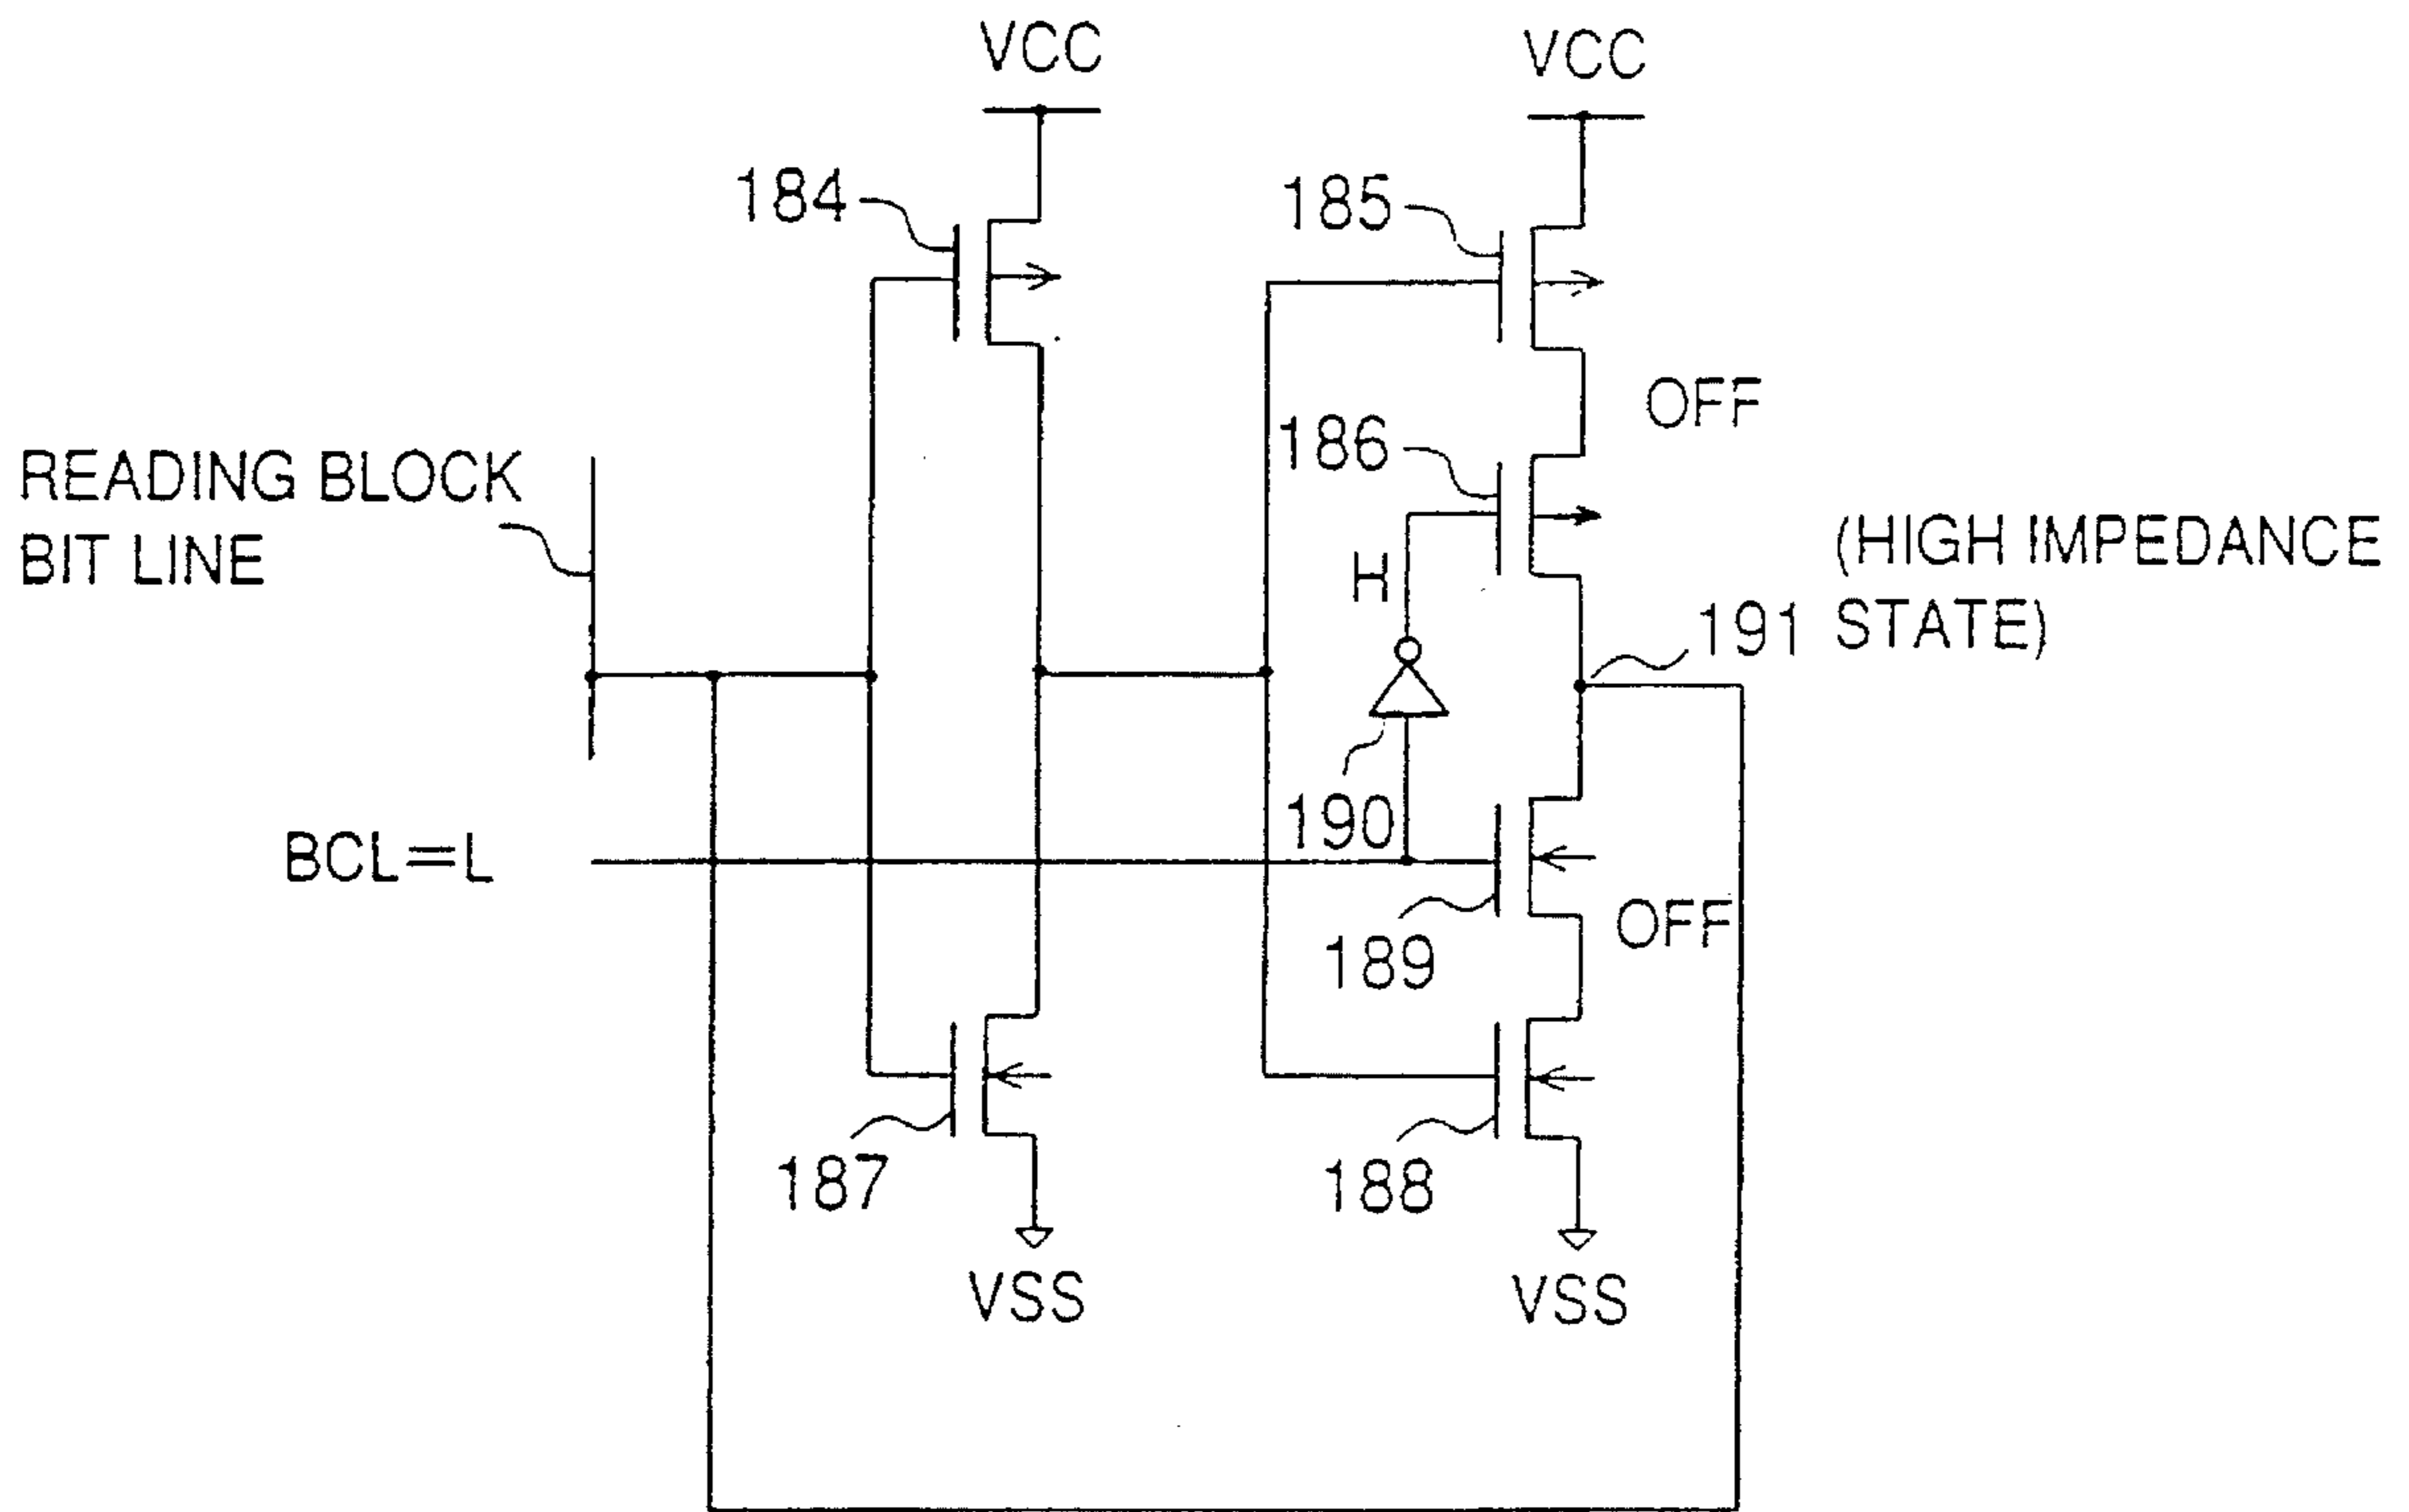 VCC
VCC
184
185
OFF
186
READING BLOCK
BIT LINE
(HIGH IMPEDANCE
STATE)
H
191
190
BCL=L
OFF
189
187
188
VSS
VSS